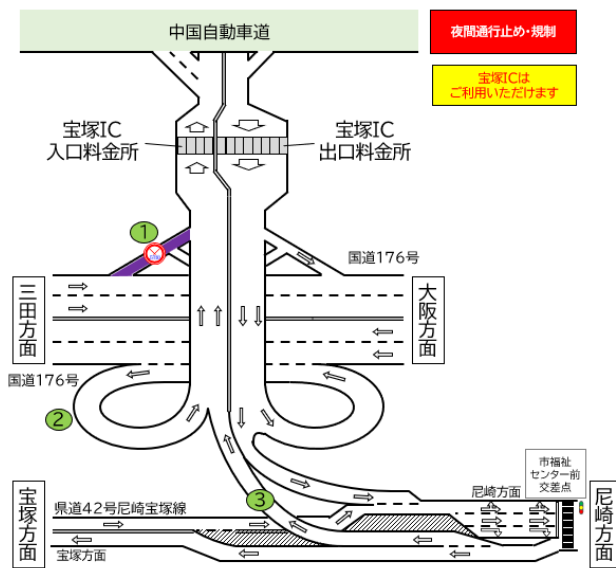 中国自動車道
夜間通行止め・規制
宝塚ICは
ご利用いただけます
宝塚IC
入口料金所
宝塚IC
出口料金所
1
国道176号
三田方面
大阪方面
国道176号
2
3
市福祉
センター前
交差点
尼崎方面
宝塚方面
県道42号尼崎宝塚線
尼崎方面
宝塚方面